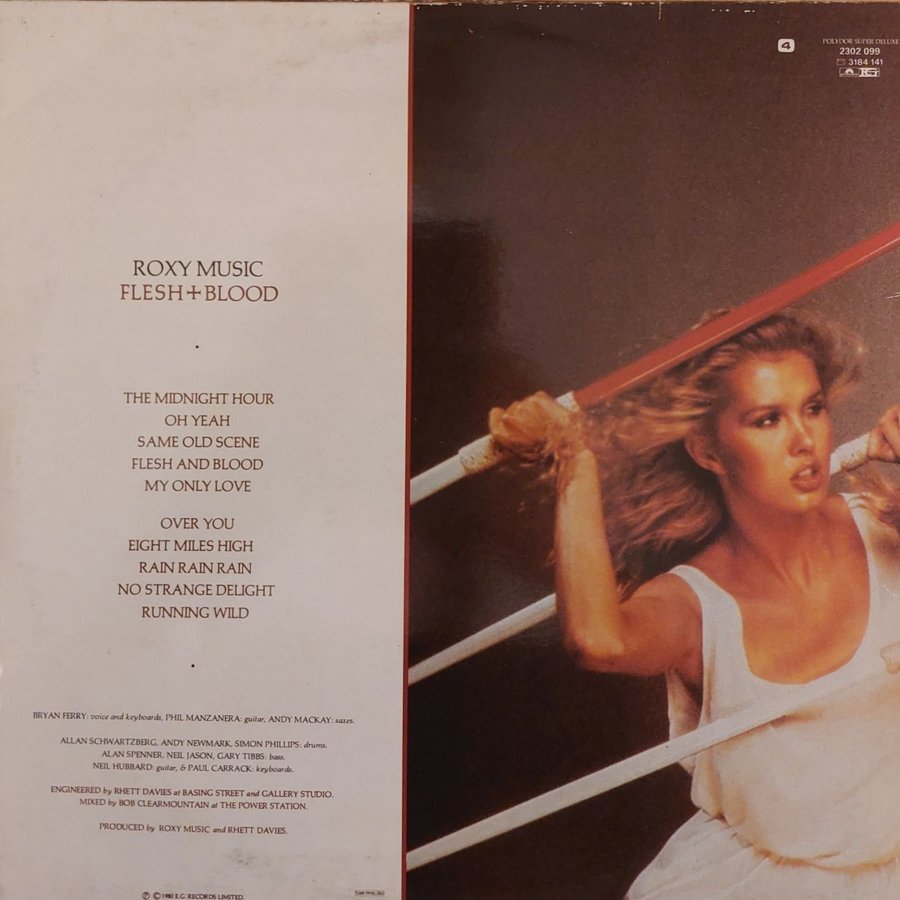 ROXY MUSIC
FLESH+BLOOD
THE MIDNIGHT HOUR
OH YEAH
SAME OLD SCENE
FLESH AND BLOOD
MY ONLY LOVE
OVER YOU
EIGHT MILES HIGH
RAIN RAIN RAIN
NO STRANGE DELIGHT
RUNNING WILD
BRYAN FERRY: voice and keyboards, PHIL MANZANERA: guitar, ANDY MACKAY: saxes.
ALLAN SCHWARTZBERG, ANDY NEWMARK, SIMON PHILLIPS: drums.
ALAN SPENNER, NEIL JASON, GARY TIBBS: bass.
NEIL HUBBARD: guitar, & PAUL CARRACK: keyboards.
ENGINEERED by RHETT DAVIES at BASING STREET and GALLERY STUDIO.
MIXED by BOB CLEARMOUNTAIN at THE POWER STATION.
PRODUCED by ROXY MUSIC and RHETT DAVIES.
℗ © 1980 E.G. RECORDS LIMITED
4
POLYDOR SUPER DELUXE
2302 099
3184 141